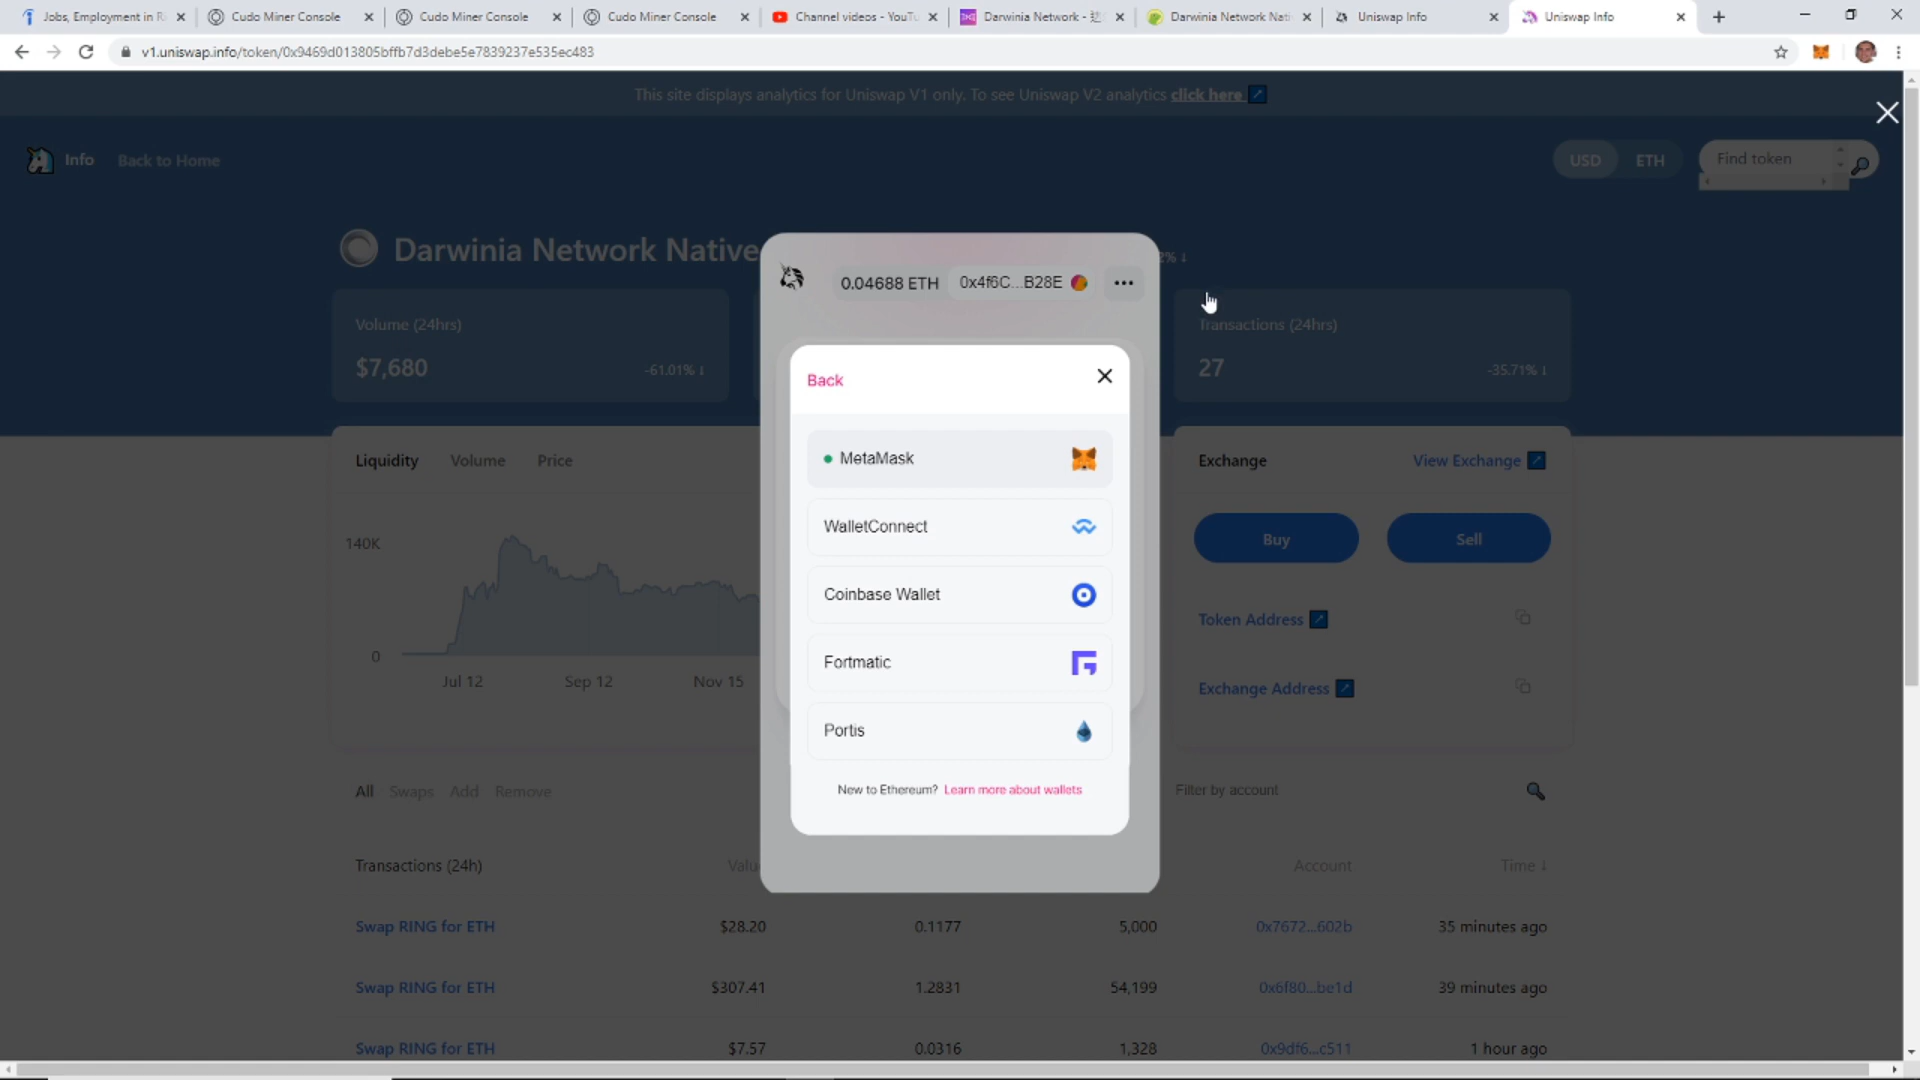 Jobs, Employment in R
Cudo Miner Console
Cudo Miner Console
Cudo Miner Console
Channel videos - YouTu
Darwinia Network - 达
Darwinia Network Nati
Uniswap Info
Uniswap Info
v1.uniswap.info/token/0x9469d013805bffb7d3debe5e7839237e535ec483
This site displays analytics for Uniswap V1 only. To see Uniswap V2 analytics click here
Info
Back to Home
USD
ETH
Find token
Darwinia Network Native
2% ↓
0.04688 ETH
0x4f6C...B28E
Volume (24hrs)
$7,680
-61.01% ↓
Transactions (24hrs)
27
-35.71% ↓
Back
MetaMask
WalletConnect
Coinbase Wallet
Fortmatic
Portis
New to Ethereum? Learn more about wallets
Liquidity
Volume
Price
140K
0
Jul 12
Sep 12
Nov 15
Exchange
View Exchange
Buy
Sell
Token Address
Exchange Address
All
Swaps
Add
Remove
Filter by account
Transactions (24h)
Valu
Account
Time ↓
Swap RING for ETH
$28.20
0.1177
5,000
0x7672...602b
35 minutes ago
Swap RING for ETH
$307.41
1.2831
54,199
0x6f80...be1d
39 minutes ago
Swap RING for ETH
$7.57
0.0316
1,328
0x9df6...c511
1 hour ago